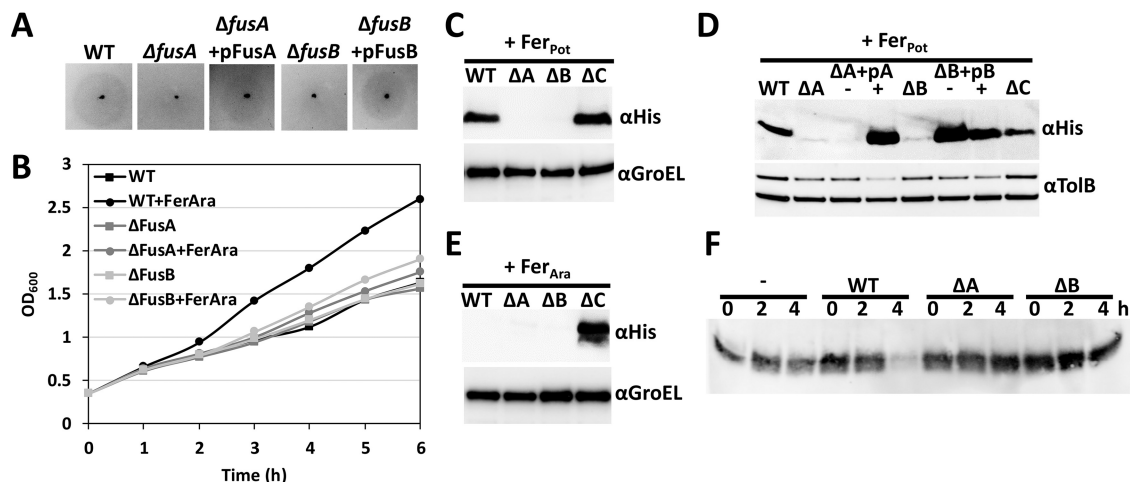 A
WT
ΔfusA
ΔfusA
+pFusA
ΔfusB
ΔfusB
+pFusB
B
3
2.5
2
1.5
1
0.5
0
OD600
WT
WT+FerAra
ΔFusA
ΔFusA+FerAra
ΔFusB
ΔFusB+FerAra
0 1 2 3 4 5 6
Time (h)
C
+ FerPot
WT ΔA ΔB ΔC
αHis
αGroEL
D
+ FerPot
ΔA+pA ΔB+pB
WT ΔA - + ΔB - + ΔC
αHis
αTolB
E
+ FerAra
WT ΔA ΔB ΔC
αHis
αGroEL
F
- WT ΔA ΔB
0 2 4 0 2 4 0 2 4 0 2 4 h